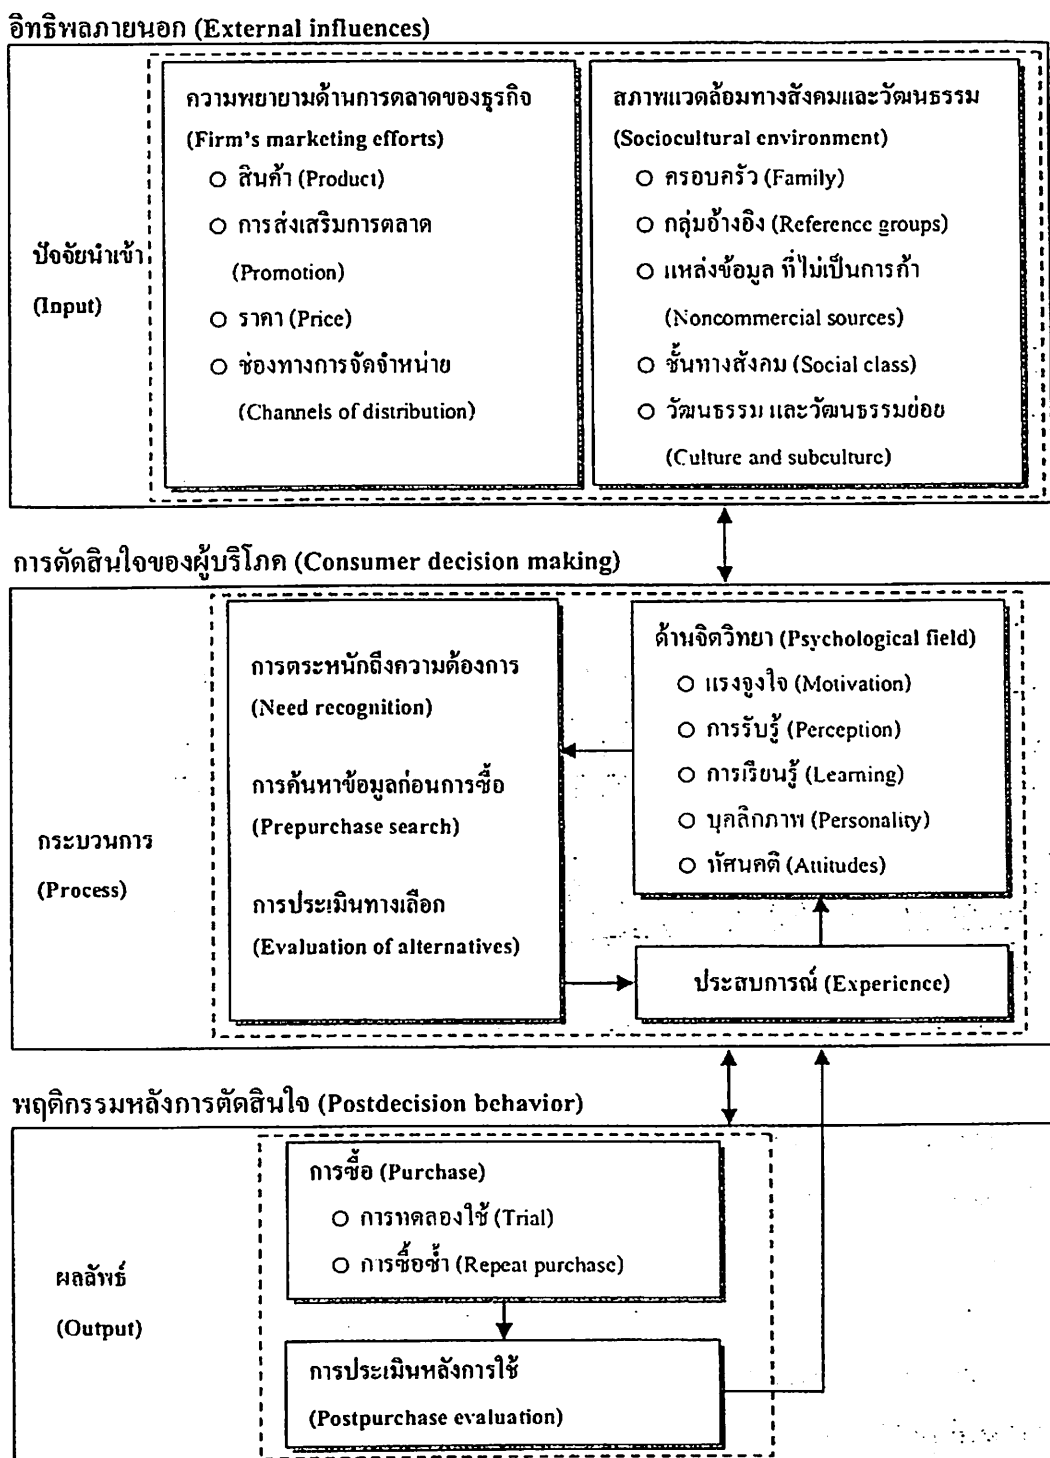 อิทธิพลภายนอก (External influences)
ปัจจัยนำเข้า
(Input)
ความพยายามด้านการตลาดของธุรกิจ
(Firm's marketing efforts)
สินค้า (Product)
การส่งเสริมการตลาด
(Promotion)
ราคา (Price)
ช่องทางการจัดจำหน่าย
(Channels of distribution)
สภาพแวดล้อมทางสังคมและวัฒนธรรม
(Sociocultural environment)
ครอบครัว (Family)
กลุ่มอ้างอิง (Reference groups)
แหล่งข้อมูล ที่ไม่เป็นการค้า
(Noncommercial sources)
ชั้นทางสังคม (Social class)
วัฒนธรรม และวัฒนธรรมย่อย
(Culture and subculture)
การตัดสินใจของผู้บริโภค (Consumer decision making)
กระบวนการ
(Process)
การตระหนักถึงความต้องการ
(Need recognition)
การค้นหาข้อมูลก่อนการซื้อ
(Prepurchase search)
การประเมินทางเลือก
(Evaluation of alternatives)
ด้านจิตวิทยา (Psychological field)
แรงจูงใจ (Motivation)
การรับรู้ (Perception)
การเรียนรู้ (Learning)
บุคลิกภาพ (Personality)
ทัศนคติ (Attitudes)
ประสบการณ์ (Experience)
พฤติกรรมหลังการตัดสินใจ (Postdecision behavior)
ผลลัพธ์
(Output)
การซื้อ (Purchase)
การทดลองใช้ (Trial)
การซื้อซ้ำ (Repeat purchase)
การประเมินหลังการใช้
(Postpurchase evaluation)